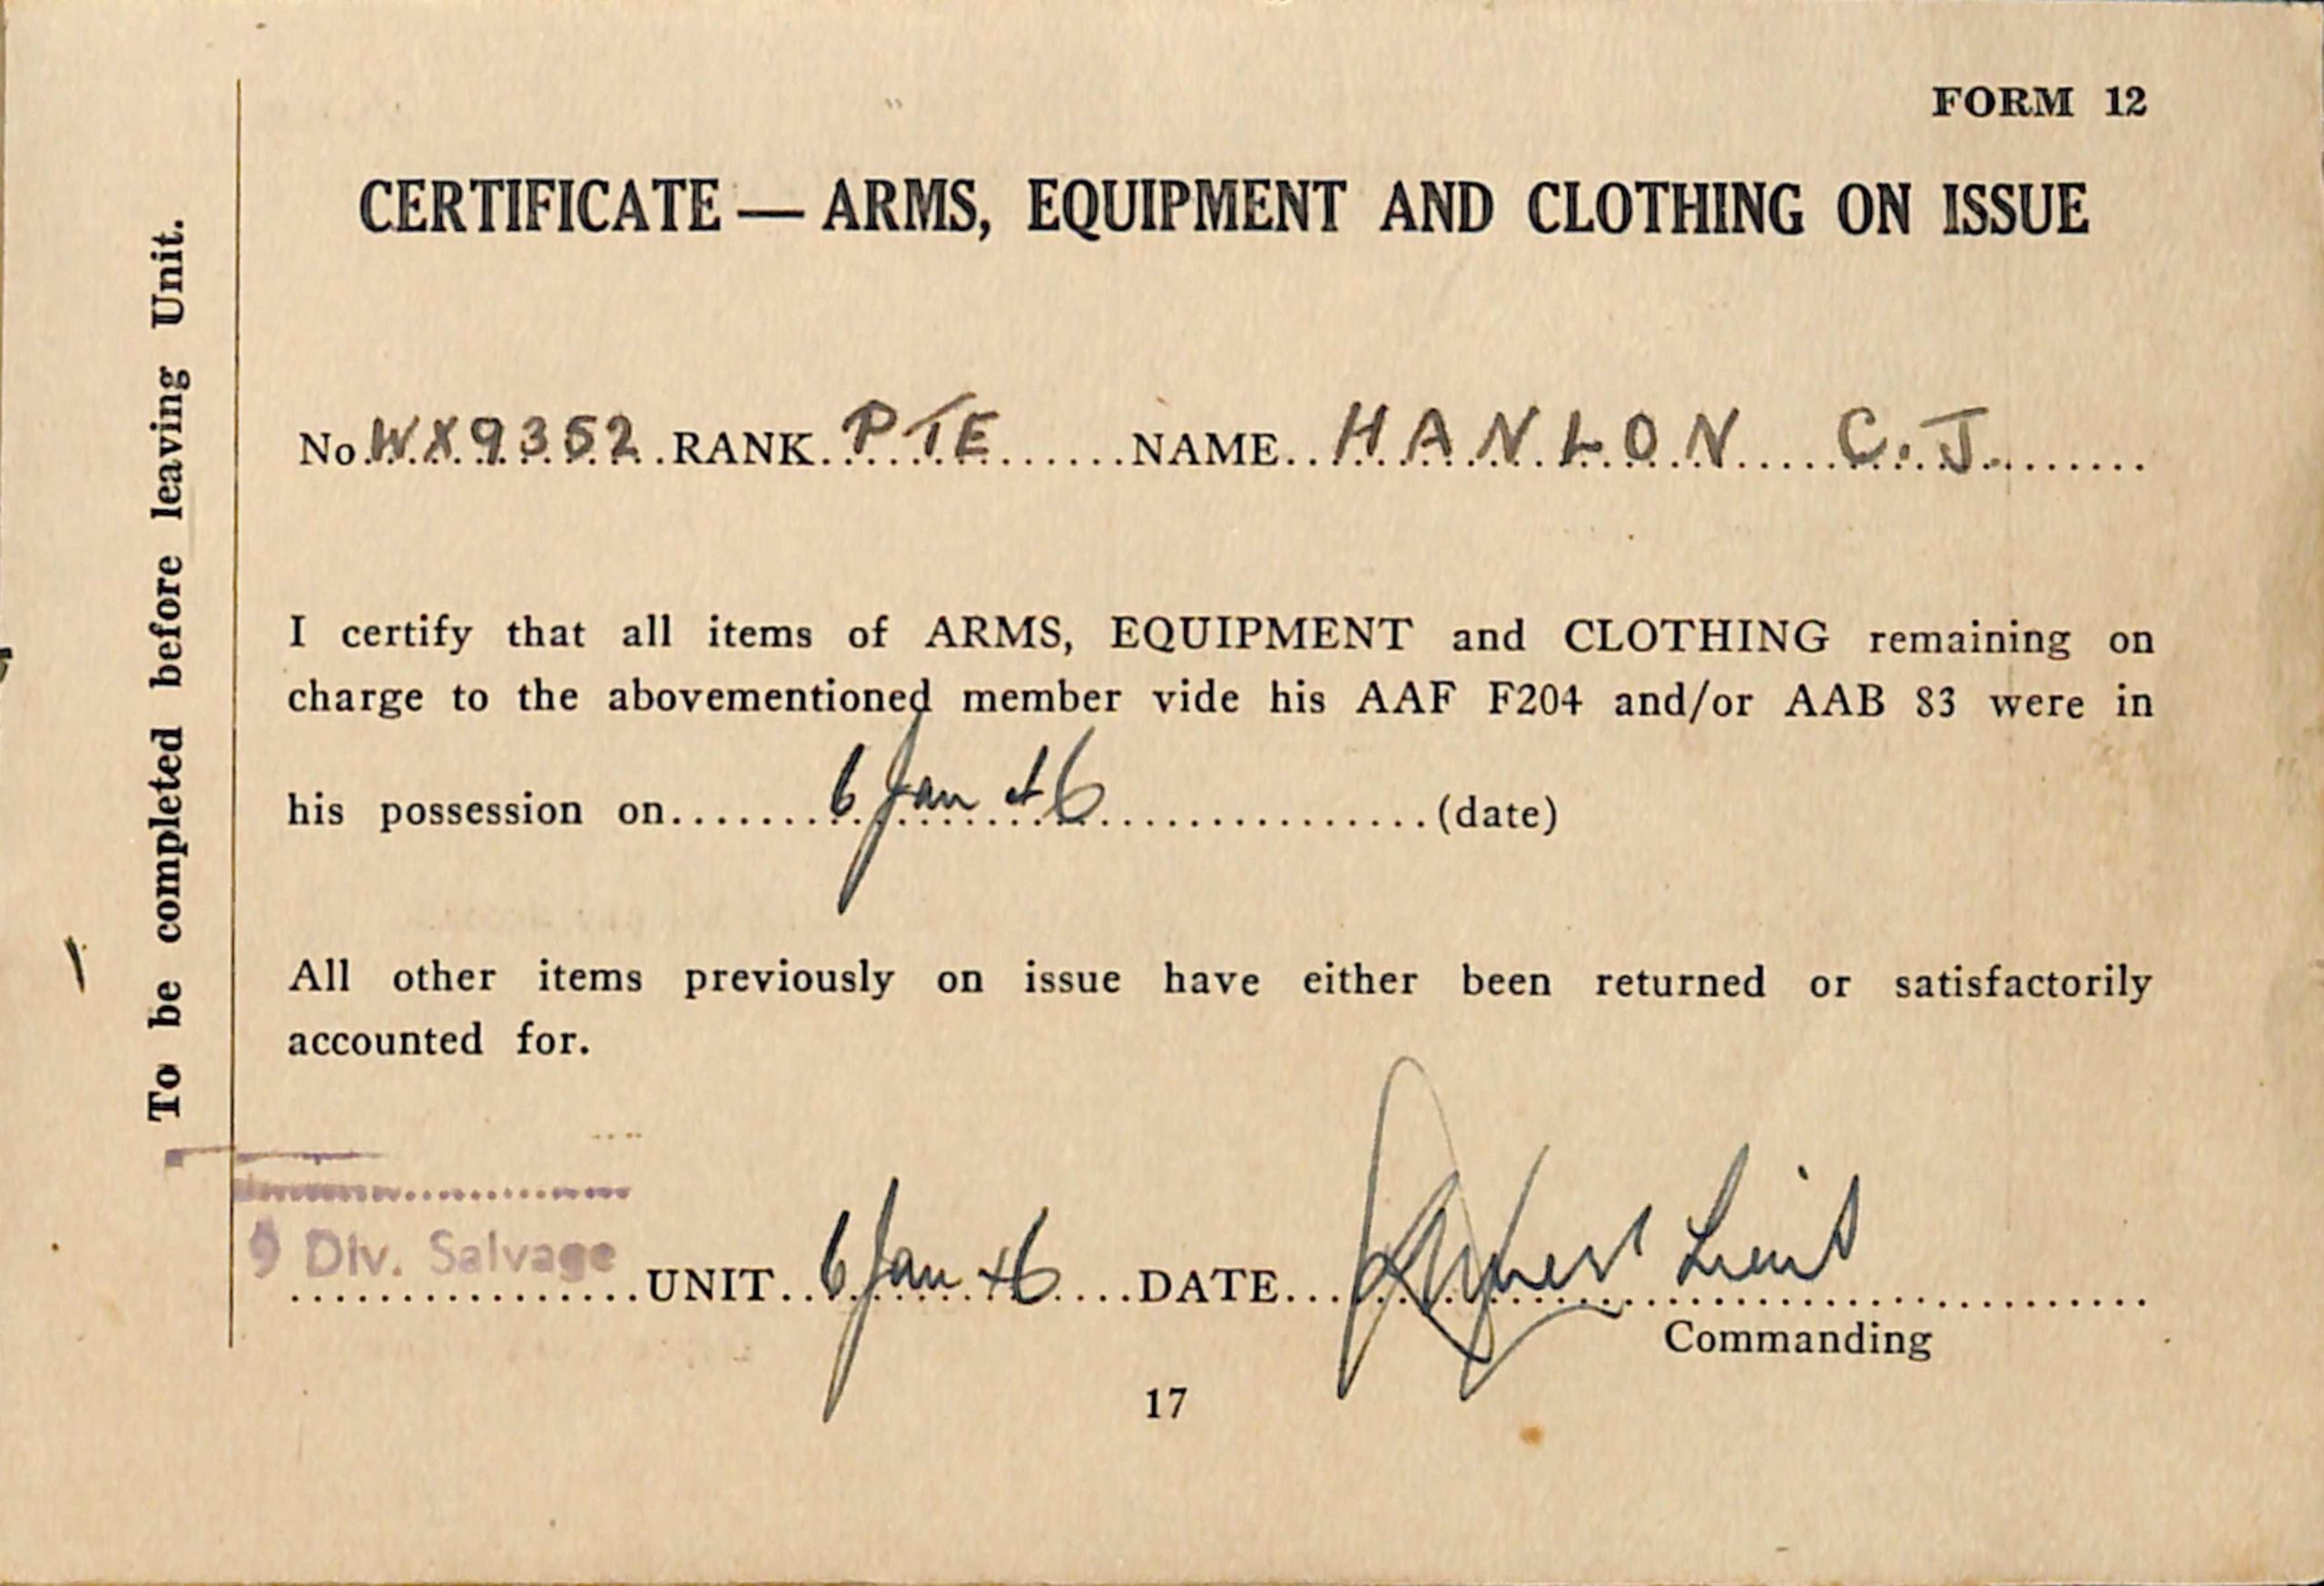 FORM 12
CERTIFICATE — ARMS, EQUIPMENT AND CLOTHING ON ISSUE
To be completed before leaving Unit.
No. WX9352 RANK PTE NAME HANLON C.J.
I certify that all items of ARMS, EQUIPMENT and CLOTHING remaining on
charge to the abovementioned member vide his AAF F204 and/or AAB 83 were in
his possession on 6 Jan 46 (date)
All other items previously on issue have either been returned or satisfactorily
accounted for.
9 Div. Salvage UNIT 6 Jan 46 DATE Lieut
Commanding
17